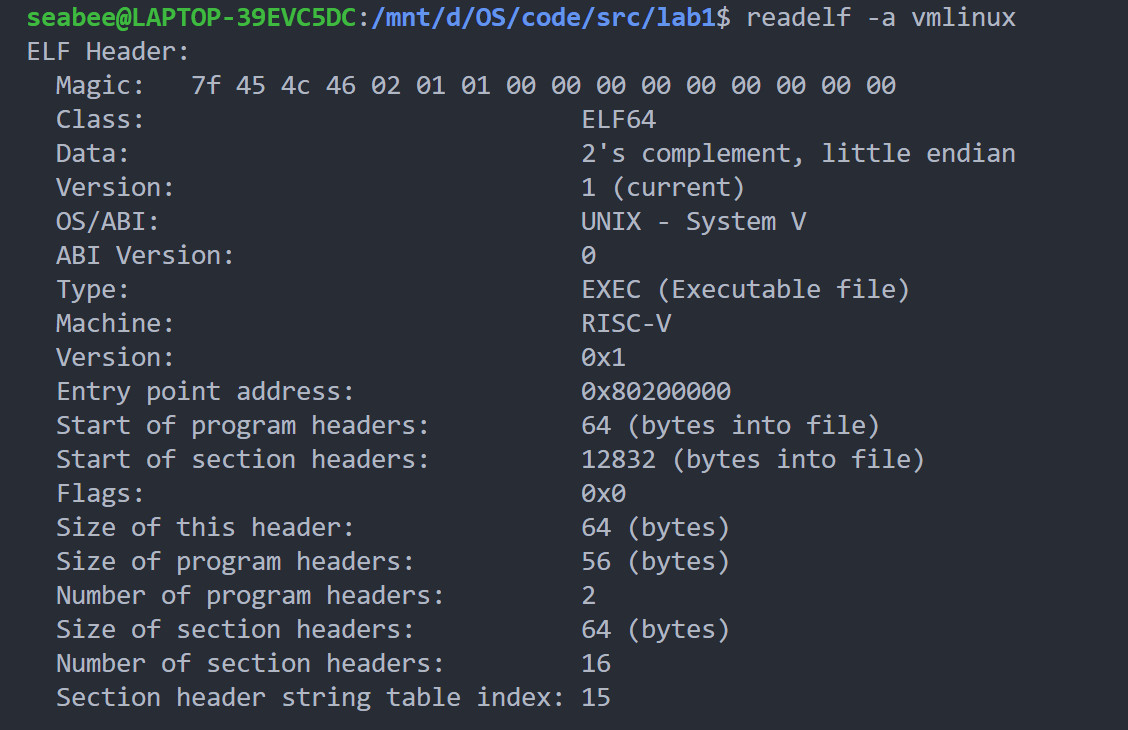 seabee@LAPTOP-39EVC5DC:/mnt/d/OS/code/src/lab1$ readelf -a vmlinux
ELF Header:
  Magic:   7f 45 4c 46 02 01 01 00 00 00 00 00 00 00 00 00
  Class:                             ELF64
  Data:                              2's complement, little endian
  Version:                           1 (current)
  OS/ABI:                            UNIX - System V
  ABI Version:                       0
  Type:                              EXEC (Executable file)
  Machine:                           RISC-V
  Version:                           0x1
  Entry point address:               0x80200000
  Start of program headers:          64 (bytes into file)
  Start of section headers:          12832 (bytes into file)
  Flags:                             0x0
  Size of this header:               64 (bytes)
  Size of program headers:           56 (bytes)
  Number of program headers:         2
  Size of section headers:           64 (bytes)
  Number of section headers:         16
  Section header string table index: 15